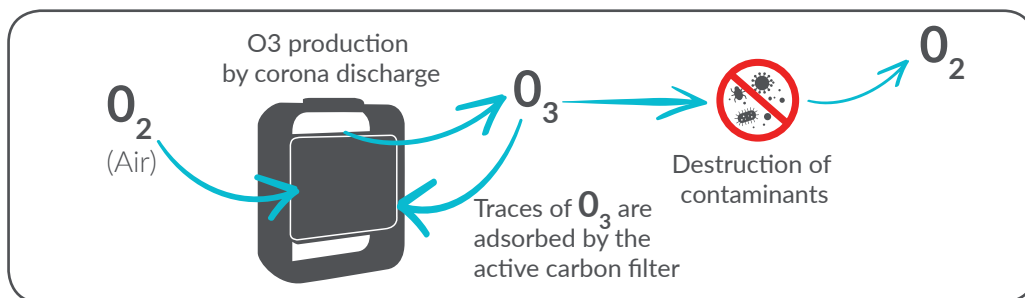 O3 production
by corona discharge
O2
(Air)
O3
Traces of O3 are
adsorbed by the
active carbon filter
Destruction of
contaminants
O2